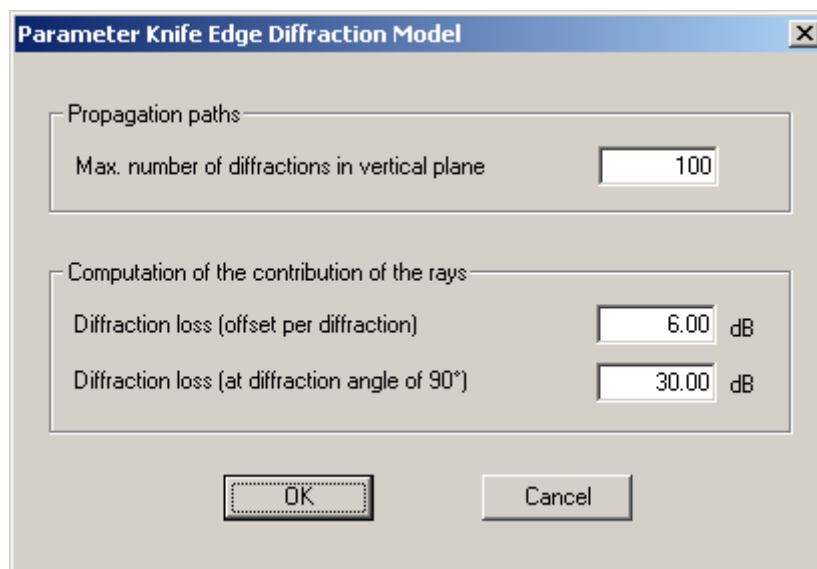 Parameter Knife Edge Diffraction Model
Propagation paths
Max. number of diffractions in vertical plane 100
Computation of the contribution of the rays
Diffraction loss (offset per diffraction) 6.00 dB
Diffraction loss (at diffraction angle of 90°) 30.00 dB
OK Cancel